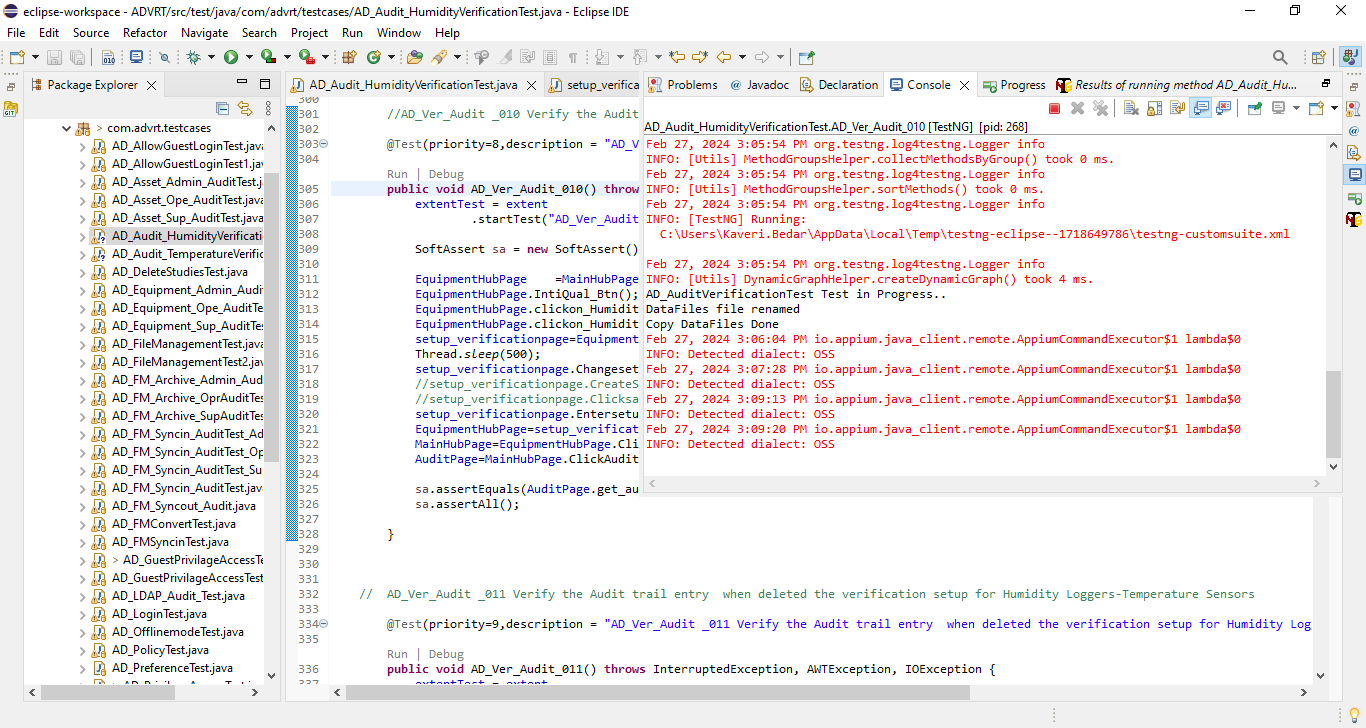 eclipse-workspace - ADVRT/src/test/java/com/advrt/testcases/AD_Audit_HumidityVerificationTest.java - Eclipse IDE
File Edit Source Refactor Navigate Search Project Run Window Help
Package Explorer
> com.advrt.testcases
AD_AllowGuestLoginTest.java
AD_AllowGuestLoginTest1.jav
AD_Asset_Admin_AuditTest.j
AD_Asset_Ope_AuditTest.java
AD_Asset_Sup_AuditTest.java
AD_Audit_HumidityVerificati
AD_Audit_TemperatureVerific
AD_DeleteStudiesTest.java
AD_Equipment_Admin_Audi
AD_Equipment_Ope_AuditTe
AD_Equipment_Sup_AuditTes
AD_FileManagementTest.java
AD_FileManagementTest2.jav
AD_FM_Archive_Admin_Aud
AD_FM_Archive_OprAuditTes
AD_FM_Archive_SupAuditTes
AD_FM_Syncin_AuditTest_Ad
AD_FM_Syncin_AuditTest_Op
AD_FM_Syncin_AuditTest_Su
AD_FM_Syncin_AuditTest.jav
AD_FM_Syncout_Audit.java
AD_FMConvertTest.java
AD_FMSyncinTest.java
> AD_GuestPrivilageAccessTe
AD_GuestPrivilageAccessTest
AD_LDAP_Audit_Test.java
AD_LoginTest.java
AD_OfflinemodeTest.java
AD_PolicyTest.java
AD_PreferenceTest.java
AD_Audit_HumidityVerificationTest.java setup_verifica
300
301 //AD_Ver_Audit _010 Verify the Audit
302
303 @Test(priority=8,description = "AD_V
304
Run | Debug
305 public void AD_Ver_Audit_010() throw
306 extentTest = extent
307 .startTest("AD_Ver_Audit
308
309 SoftAssert sa = new SoftAssert()
310
311 EquipmentHubPage =MainHubPage
312 EquipmentHubPage.IntiQual_Btn();
313 EquipmentHubPage.clickon_Humidit
314 EquipmentHubPage.clickon_Humidit
315 setup_verificationpage=Equipment
316 Thread.sleep(500);
317 setup_verificationpage.Changeset
318 //setup_verificationpage.CreateS
319 //setup_verificationpage.Clicksa
320 setup_verificationpage.Entersetu
321 EquipmentHubPage=setup_verificat
322 MainHubPage=EquipmentHubPage.Cli
323 AuditPage=MainHubPage.ClickAudit
324
325 sa.assertEquals(AuditPage.get_au
326 sa.assertAll();
327
328 }
329
330
331
332 // AD_Ver_Audit _011 Verify the Audit trail entry when deleted the verification setup for Humidity Loggers-Temperature Sensors
333
334 @Test(priority=9,description = "AD_Ver_Audit _011 Verify the Audit trail entry when deleted the verification setup for Humidity Log
335
Run | Debug
336 public void AD_Ver_Audit_011() throws InterruptedException, AWTException, IOException {
337 extentTest = extent
Problems @ Javadoc Declaration Console Progress Results of running method AD_Audit_Hu...
AD_Audit_HumidityVerificationTest.AD_Ver_Audit_010 [TestNG] [pid: 268]
Feb 27, 2024 3:05:54 PM org.testng.log4testng.Logger info
INFO: [Utils] MethodGroupsHelper.collectMethodsByGroup() took 0 ms.
Feb 27, 2024 3:05:54 PM org.testng.log4testng.Logger info
INFO: [Utils] MethodGroupsHelper.sortMethods() took 0 ms.
Feb 27, 2024 3:05:54 PM org.testng.log4testng.Logger info
INFO: [TestNG] Running:
C:\Users\Kaveri.Bedar\AppData\Local\Temp\testng-eclipse--1718649786\testng-customsuite.xml
Feb 27, 2024 3:05:54 PM org.testng.log4testng.Logger info
INFO: [Utils] DynamicGraphHelper.createDynamicGraph() took 4 ms.
AD_AuditVerificationTest Test in Progress..
DataFiles file renamed
Copy DataFiles Done
Feb 27, 2024 3:06:04 PM io.appium.java_client.remote.AppiumCommandExecutor$1 lambda$0
INFO: Detected dialect: OSS
Feb 27, 2024 3:07:28 PM io.appium.java_client.remote.AppiumCommandExecutor$1 lambda$0
INFO: Detected dialect: OSS
Feb 27, 2024 3:09:13 PM io.appium.java_client.remote.AppiumCommandExecutor$1 lambda$0
INFO: Detected dialect: OSS
Feb 27, 2024 3:09:20 PM io.appium.java_client.remote.AppiumCommandExecutor$1 lambda$0
INFO: Detected dialect: OSS